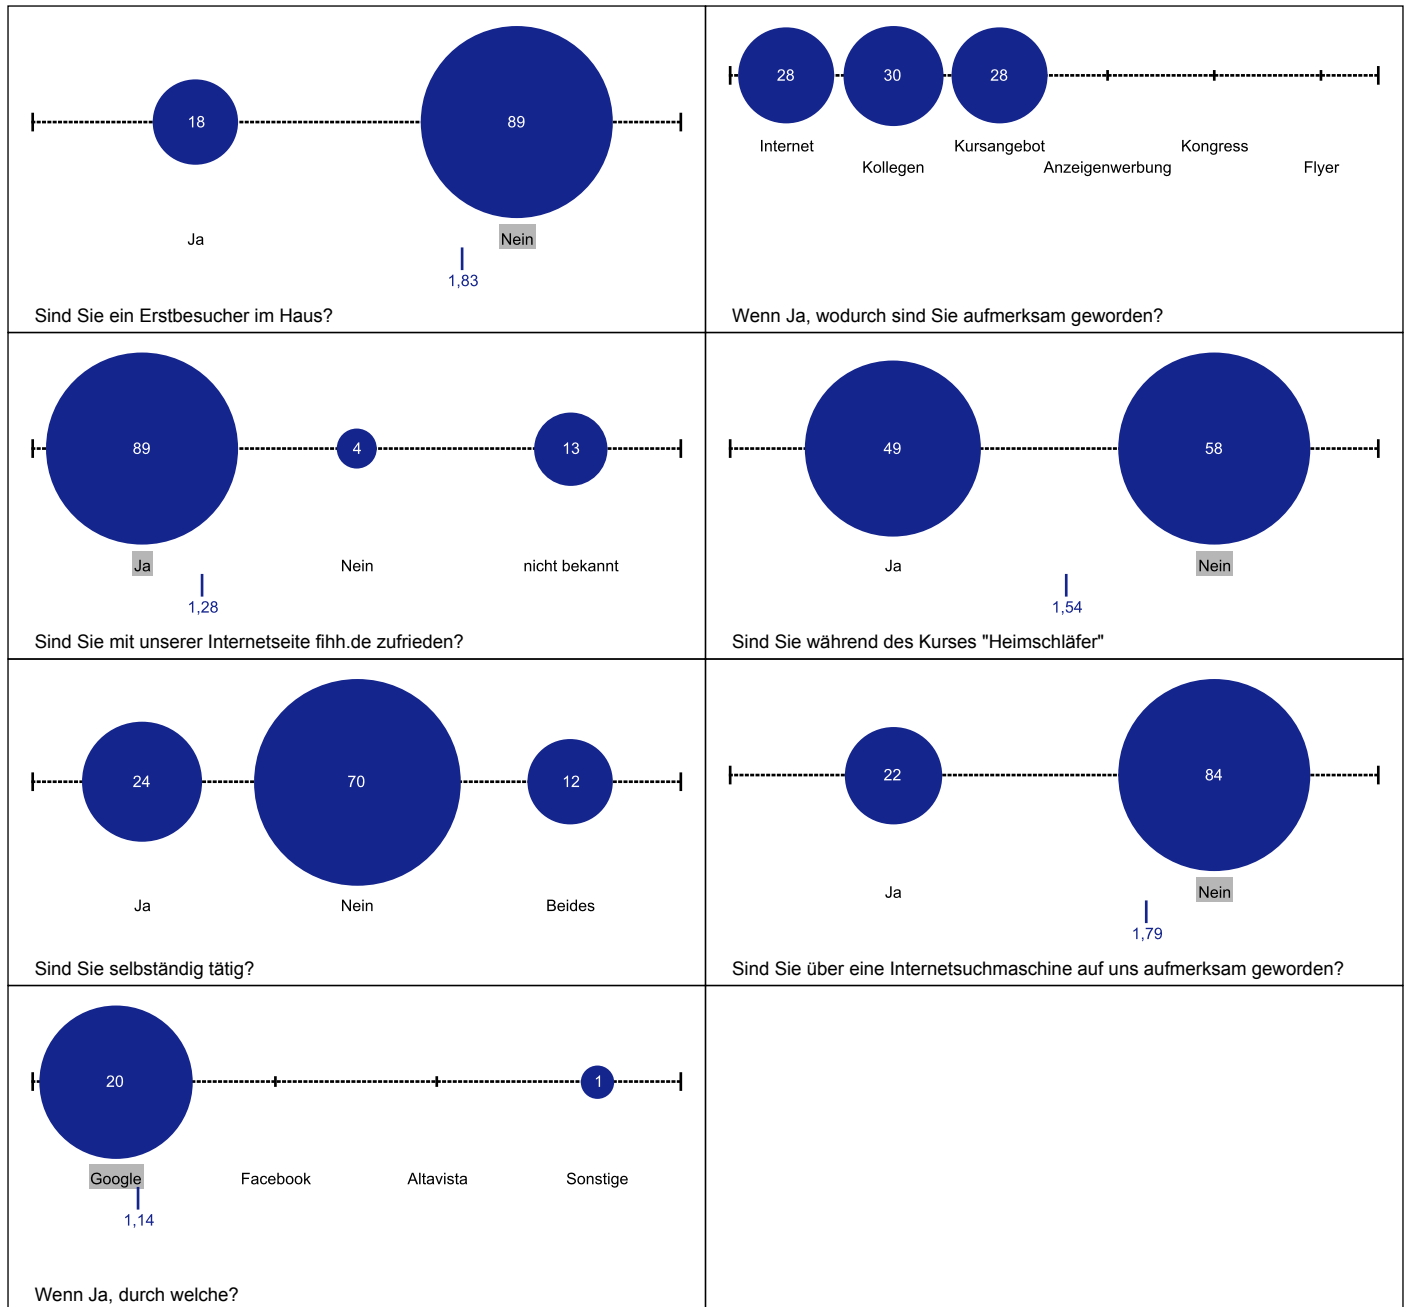 18 89
Ja Nein
1,83
Sind Sie ein Erstbesucher im Haus?
28 30 28
Internet Kursangebot Kongress
Kollegen Anzeigenwerbung Flyer
Wenn Ja, wodurch sind Sie aufmerksam geworden?
89 4 13
Ja Nein nicht bekannt
1,28
Sind Sie mit unserer Internetseite fihh.de zufrieden?
49 58
Ja Nein
1,54
Sind Sie während des Kurses "Heimschläfer"
24 70 12
Ja Nein Beides
Sind Sie selbständig tätig?
22 84
Ja Nein
1,79
Sind Sie über eine Internetsuchmaschine auf uns aufmerksam geworden?
20 1
Google Facebook Altavista Sonstige
1,14
Wenn Ja, durch welche?